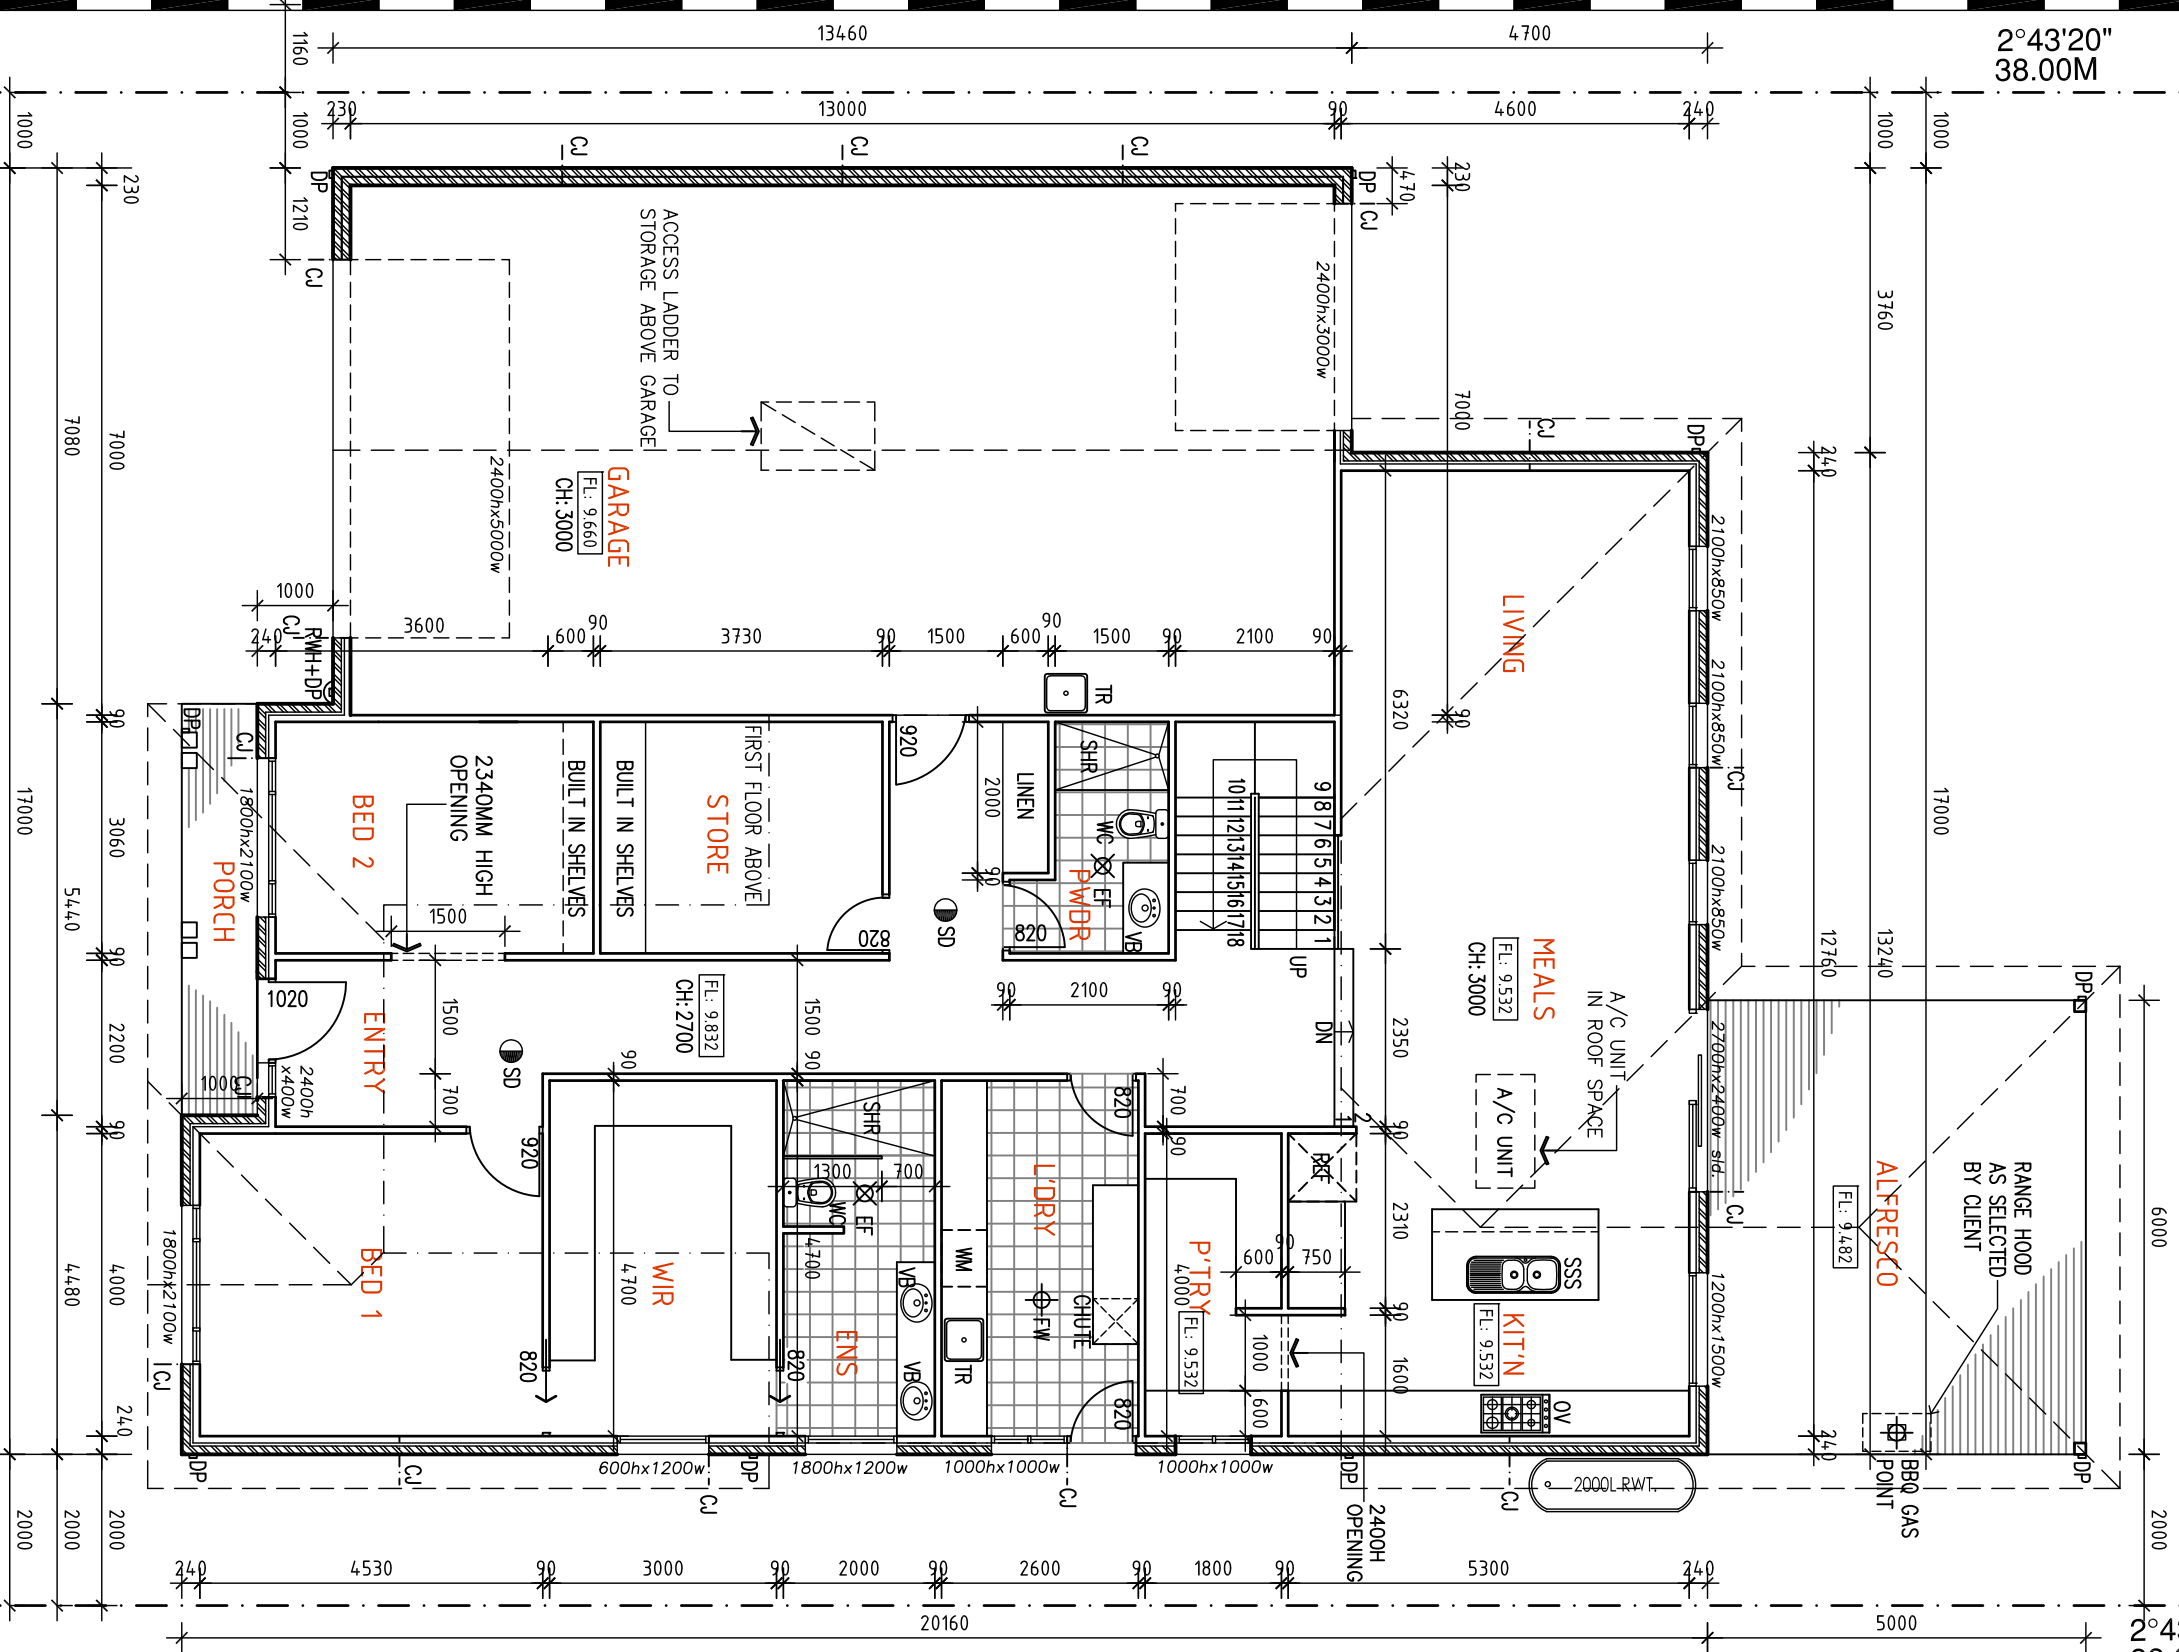 2°43'20"
38.00M
13460
4700
1160
1000
1000
230
13000
90
4600
240
1000
1000
CJ
CJ
CJ
230
DP
1210
CJ
DP
CJ
470
230
7000
ACCESS LADDER TO
STORAGE ABOVE GARAGE
2400hx3000w
3760
7080
7000
CJ
DP
240
GARAGE
FL: 9.660
CH: 3000
2400hx5000w
LIVING
2100hx850w
2100hx850w
CJ
2100hx850w
1000
CJ
RWH+DP
240
3600
600
90
3730
90
1500
600
90
1500
90
2100
90
TR
6320
90
17000
17000
5440
90
3060
90
2200
90
4000
4480
240
DP
CJ
1800hx2100w
PORCH
BED 2
2340MM HIGH
OPENING
1500
BUILT IN SHELVES
BUILT IN SHELVES
STORE
FIRST FLOOR ABOVE
920
820
LINEN
2000
90
SD
SHR
WC
EF
PWDR
VB
820
9 8 7 6 5 4 3 2 1
10 11 12 13 14 15 16 17 18
UP
DN
1
2
MEALS
FL: 9.532
CH: 3000
A/C UNIT
IN ROOF SPACE
A/C UNIT
2700hx2400w sld.
CJ
12760
13240
DP
6000
1020
ENTRY
1500
700
2400h
x400w
1000
CJ
SD
FL: 9.832
CH:2700
1500
90
90
90
2100
90
2350
90
2310
90
1600
700
90
920
820
BED 1
1800hx2100w
CJ
DP
CJ
WIR
4700
820
SHR
1300
700
WC
EF
4700
ENS
VB
VB
820
L'DRY
WM
TR
FW
CHUTE
820
P'TRY
4000
FL: 9.532
600
90
750
1000
600
REF
SSS
KIT'N
FL: 9.532
OV
1200hx1500w
ALFRESCO
FL: 9.482
RANGE HOOD
AS SELECTED
BY CLIENT
BBQ GAS
POINT
DP
240
600hx1200w
DP
CJ
1800hx1200w
1000hx1000w
CJ
1000hx1000w
DP
2400H
OPENING
CJ
2000L RWT.
2000
2000
2000
2000
240
4530
90
3000
90
2000
90
2600
90
1800
90
5300
240
20160
5000